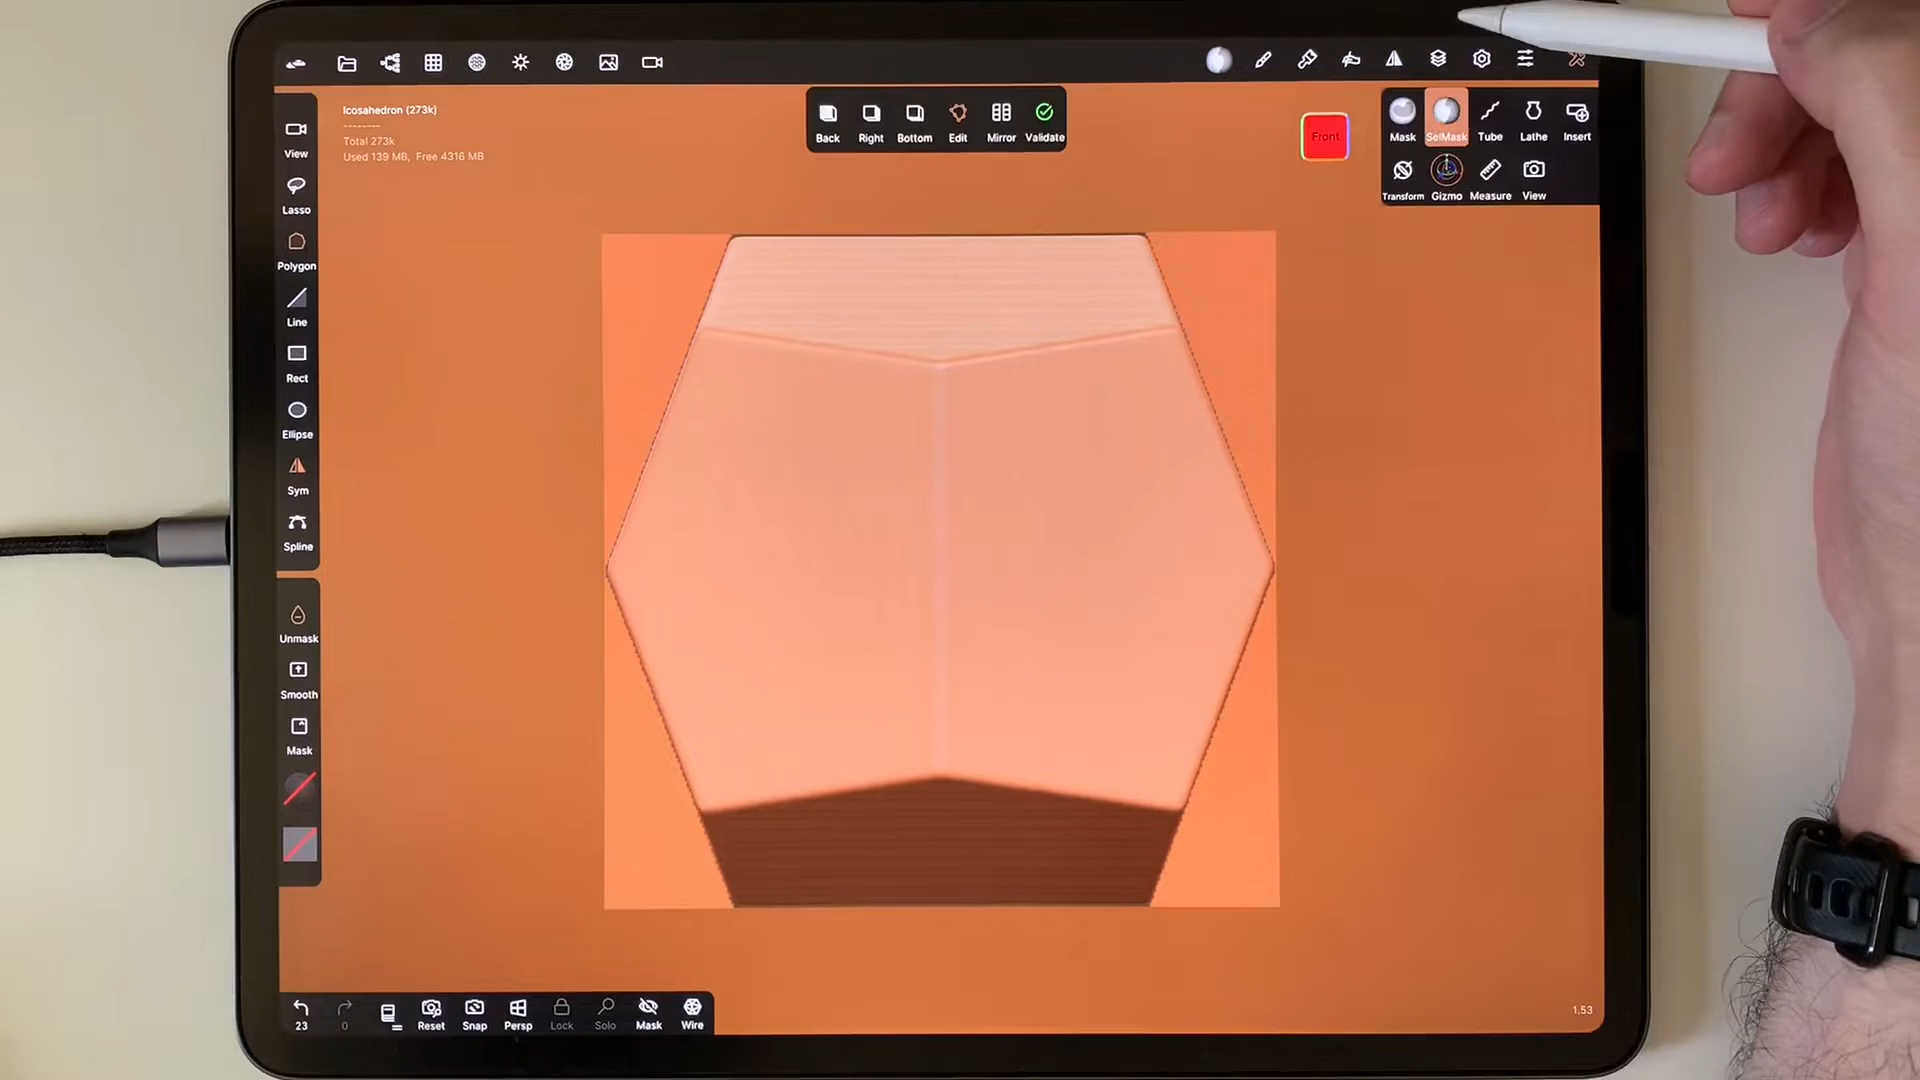 Icosahedron (273k)
--------
Total 273k
Used 139 MB, Free 4316 MB
Back
Right
Bottom
Edit
Mirror
Validate
Front
Mask
SelMask
Tube
Lathe
Insert
Transform
Gizmo
Measure
View
View
Lasso
Polygon
Line
Rect
Ellipse
Sym
Spline
Unmask
Smooth
Mask
23
0
Reset
Snap
Persp
Lock
Solo
Mask
Wire
1.53